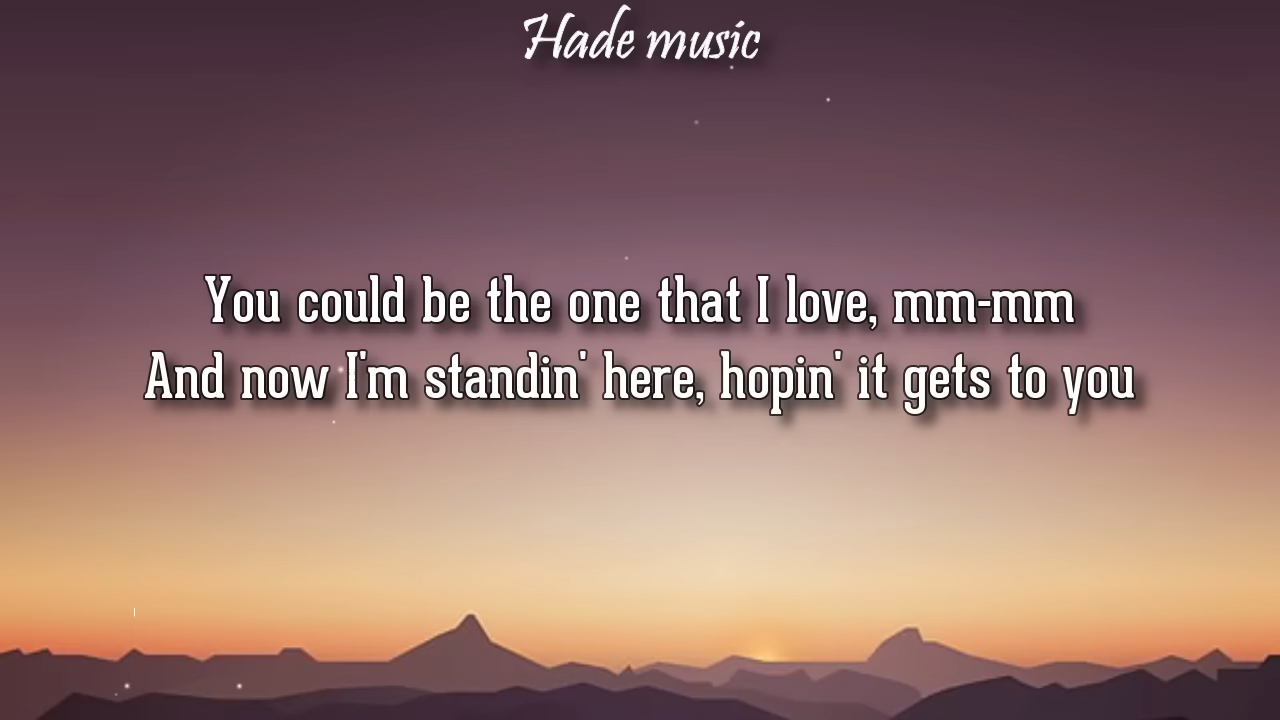 Hade music
You could be the one that I love, mm-mm
And now I'm standin' here, hopin' it gets to you